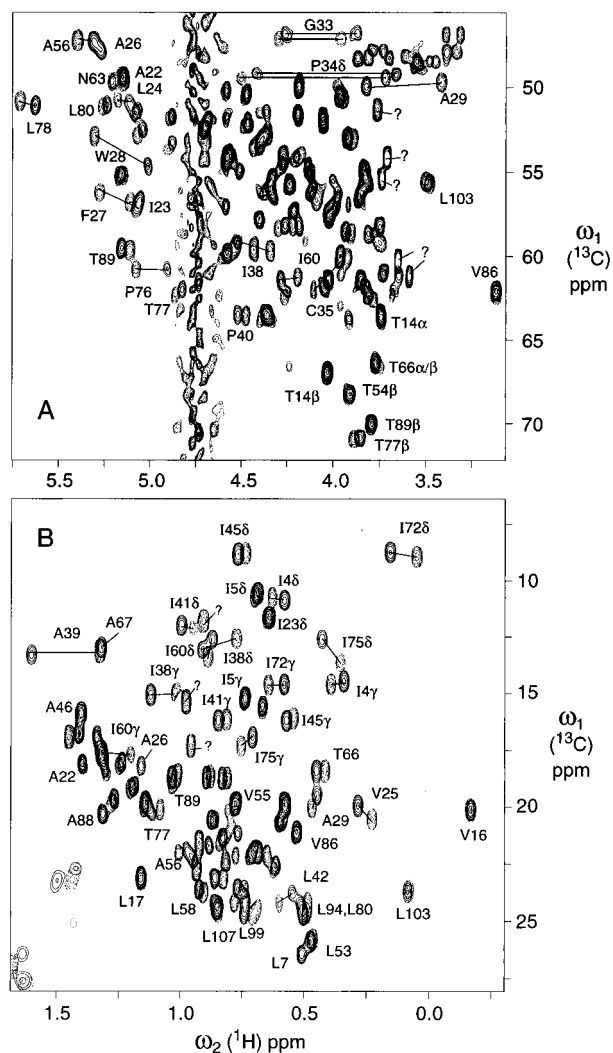 G33
A56
A26
P34δ
N63
A22
L24
A29
L80
L78
?
W28
?
L103
F27
I23
T89
I38
I60
?
P76
C35
V86
T77
P40
T14α
T66α/β
T14β
T54β
A
T89β
T77β
50
55
60
65
70
ω1
(13C)
ppm
5.5
5.0
4.5
4.0
3.5
B
I45δ
I72δ
I5δ
I4δ
I41δ
?
I23δ
A39
A67
I60δ
I38δ
I75δ
I38γ
?
I5γ
I72γ
I4γ
A46
I41γ
I45γ
I60γ
?
A26
I75γ
T66
A22
T89
V55
V25
A88
T77
A29
V86
V16
A56
L17
L58
L42
L103
L107
L99
L94,L80
L7
L53
10
15
20
25
ω1
(13C)
ppm
1.5
1.0
0.5
0.0
ω2 (1H) ppm